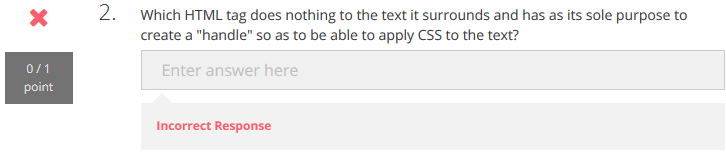 2. Which HTML tag does nothing to the text it surrounds and has as its sole purpose to
create a "handle" so as to be able to apply CSS to the text?
0 / 1
point
Enter answer here
Incorrect Response